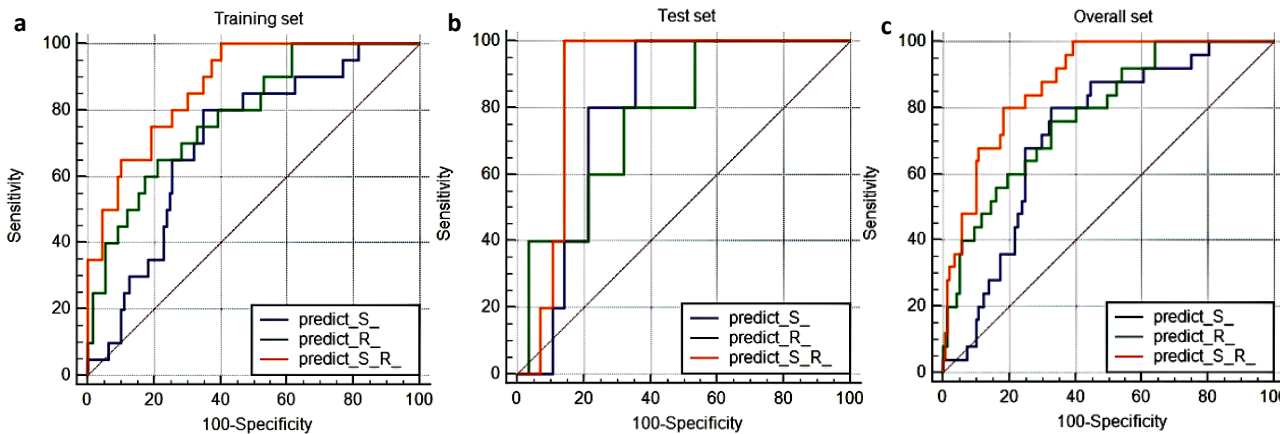 a
Training set
Sensitivity
100
80
60
40
20
0
predict_S_
predict_R_
predict_S_R_
0 20 40 60 80 100
100-Specificity
b
Test set
Sensitivity
100
80
60
40
20
0
predict_S_
predict_R_
predict_S_R_
0 20 40 60 80 100
100-Specificity
c
Overall set
Sensitivity
100
80
60
40
20
0
predict_S_
predict_R_
predict_S_R_
0 20 40 60 80 100
100-Specificity